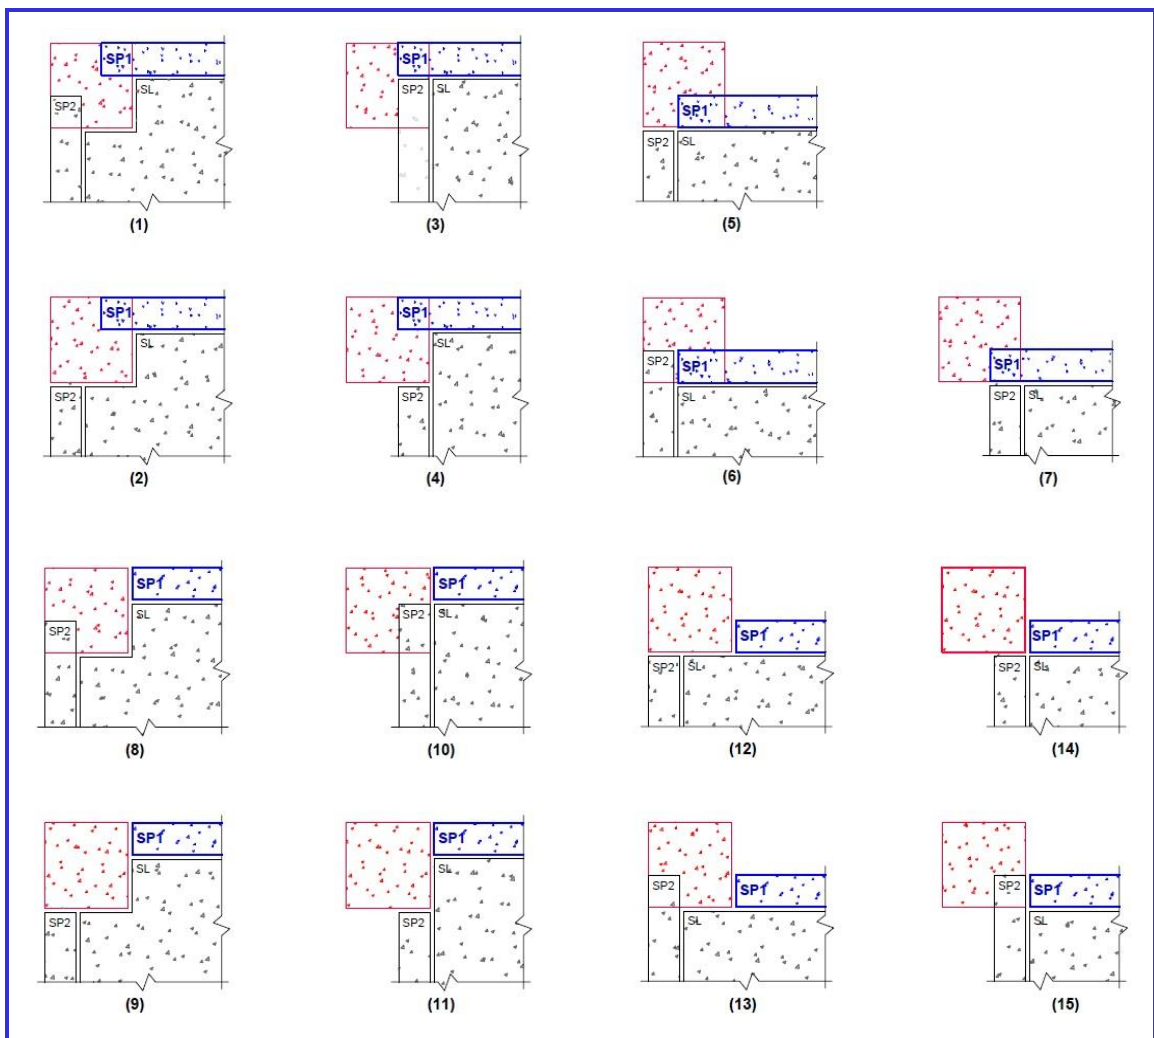 SP1
SL
SP2
(1)
SP1
SP2
SL
(3)
SP1
SP2
SL
(5)
SP1
SL
SP2
(2)
SP1
SL
SP2
(4)
SP2
SP1
SL
(6)
SP1
SP2
SL
(7)
SP1
SL
SP2
(8)
SP1
SP2
SL
(10)
SP1
SP2
SL
(12)
SP1
SP2
SL
(14)
SP1
SL
SP2
(9)
SP1
SL
SP2
(11)
SP2
SP1
SL
(13)
SP2
SP1
SL
(15)